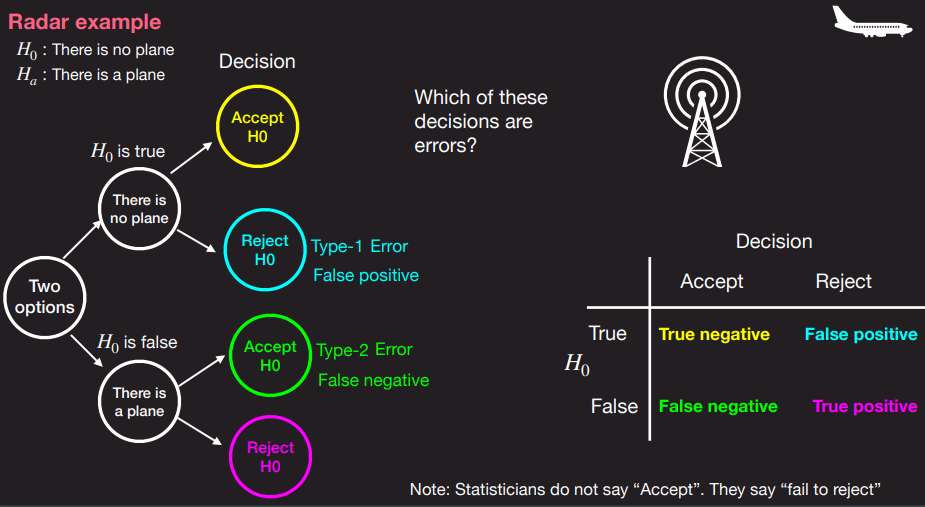 Radar example
H0 : There is no plane
Ha : There is a plane
Decision
Accept
H0
Which of these
decisions are
errors?
H0 is true
There is
no plane
Reject
H0
Type-1 Error
False positive
Two
options
H0 is false
Accept
H0
Type-2 Error
False negative
There is
a plane
Reject
H0
Decision
Accept Reject
True True negative False positive
H0
False False negative True positive
Note: Statisticians do not say “Accept”. They say “fail to reject”